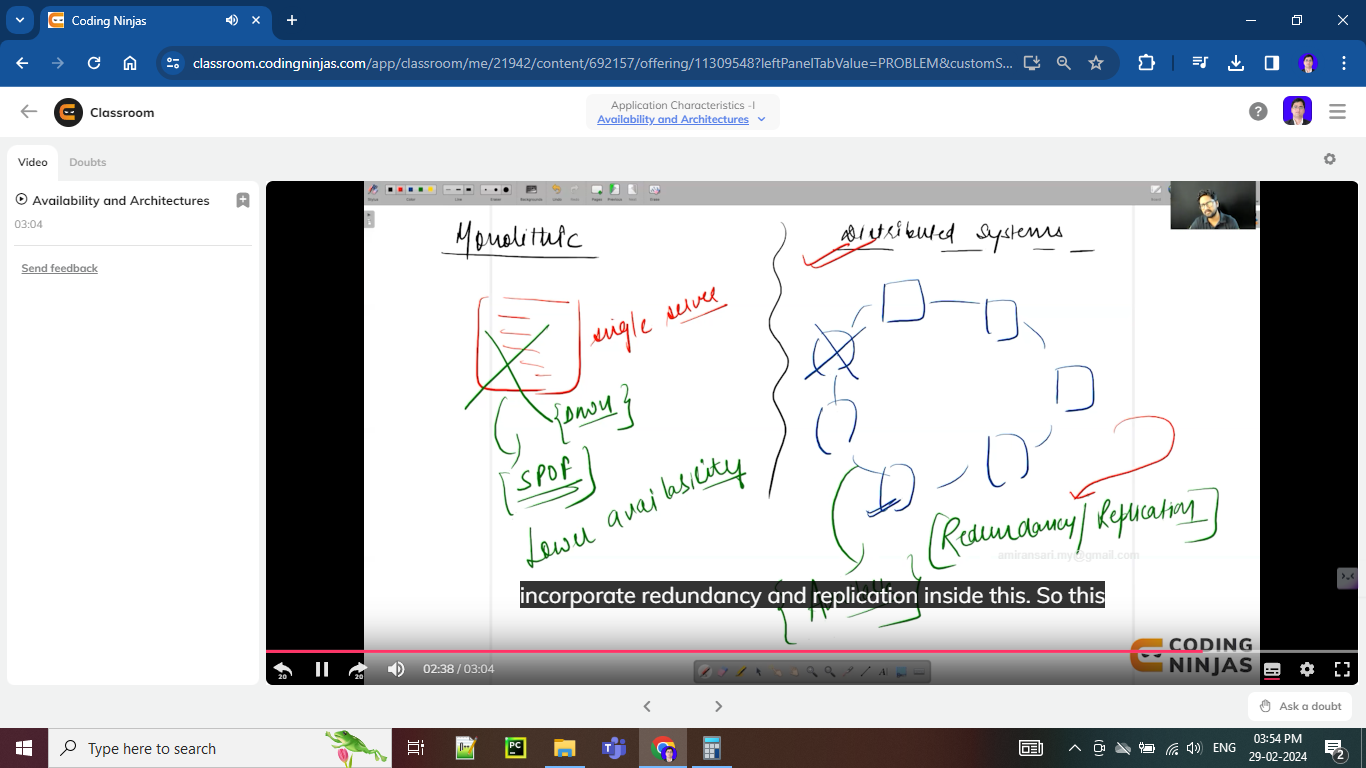 Coding Ninjas
classroom.codingninjas.com/app/classroom/me/21942/content/692157/offering/11309548?leftPanelTabValue=PROBLEM&customS...
Classroom
Application Characteristics -I
Availability and Architectures
Video
Doubts
Availability and Architectures
03:04
Send feedback
Monolithic
Distributed Systems
single server
{Down}
[SPOF]
Lower availability
[Redundancy/Replication]
amiransari.my@gmail.com
incorporate redundancy and replication inside this. So this
CODING
NINJAS
20
20
02:38 / 03:04
Ask a doubt
Type here to search
ENG
03:54 PM
29-02-2024
2